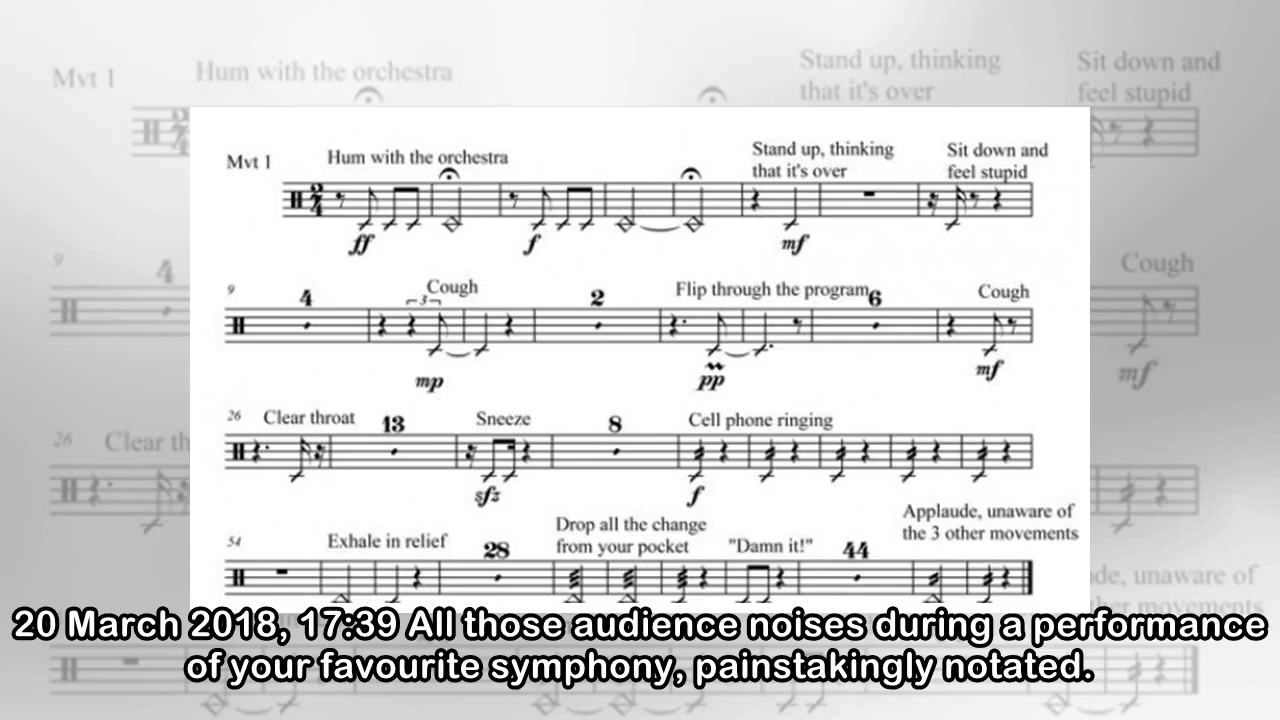 Mvt 1
Hum with the orchestra
Stand up, thinking
that it's over
Sit down and
feel stupid
2
4
ff
f
mf
9
4
3
Cough
2
Flip through the program
6
Cough
mp
pp
mf
26
Clear throat
13
Sneeze
8
Cell phone ringing
sfz
f
54
Exhale in relief
28
Drop all the change
from your pocket
"Damn it!"
44
Applaude, unaware of
the 3 other movements
20 March 2018, 17:39 All those audience noises during a performance
of your favourite symphony, painstakingly notated.